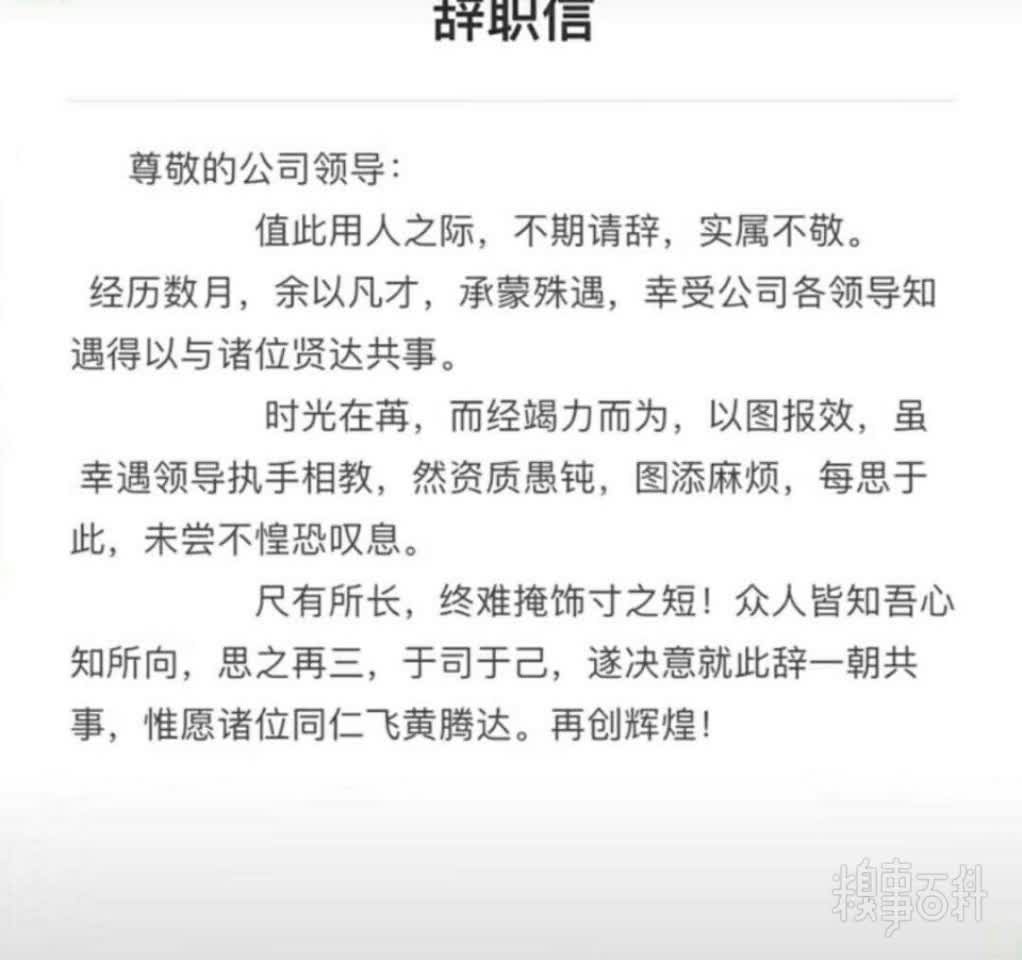 辞职信
尊敬的公司领导：
值此用人之际，不期请辞，实属不敬。
经历数月，余以凡才，承蒙殊遇，幸受公司各领导知
遇得以与诸位贤达共事。
时光在苒，而经竭力而为，以图报效，虽
幸遇领导执手相教，然资质愚钝，图添麻烦，每思于
此，未尝不惶恐叹息。
尺有所长，终难掩饰寸之短！众人皆知吾心
知所向，思之再三，于司于己，遂决意就此辞一朝共
事，惟愿诸位同仁飞黄腾达。再创辉煌！
糗事百科